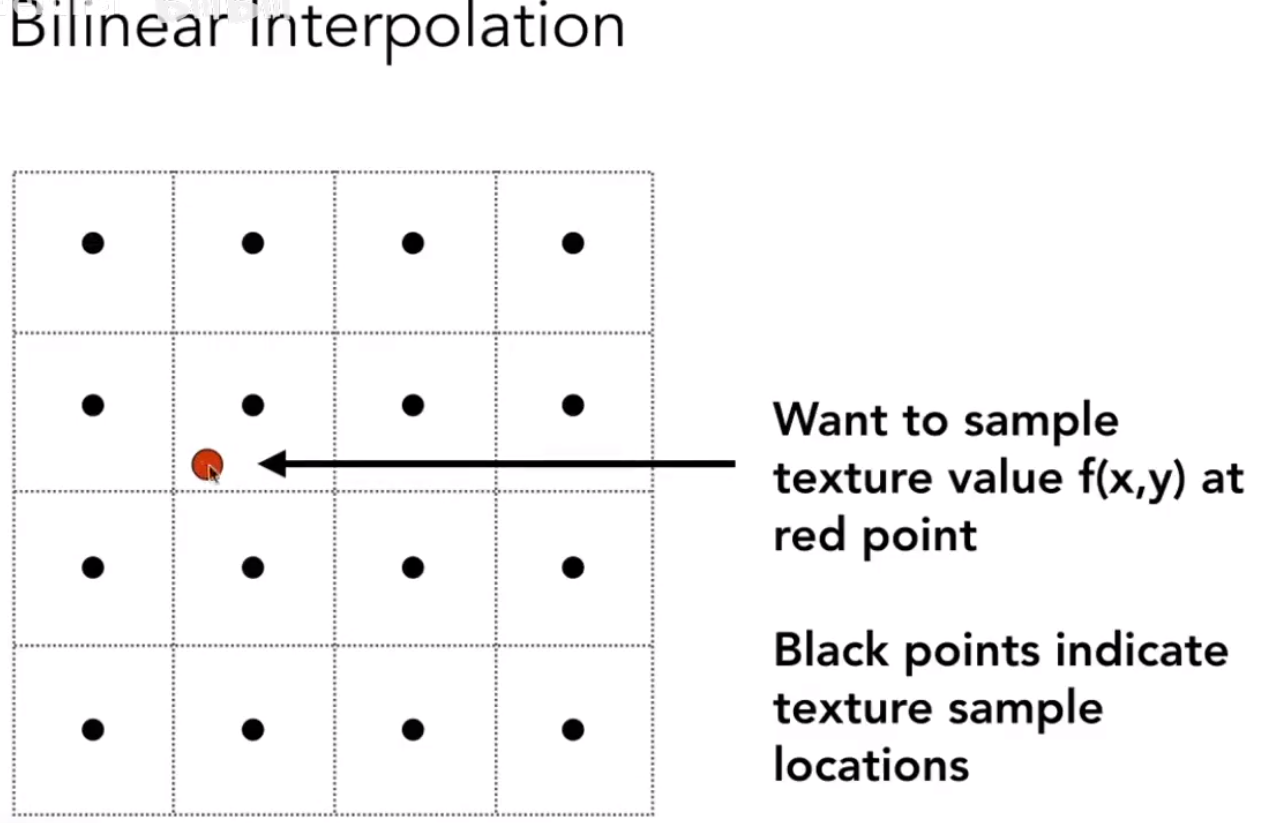 Bilinear Interpolation
Want to sample
texture value f(x,y) at
red point
Black points indicate
texture sample
locations